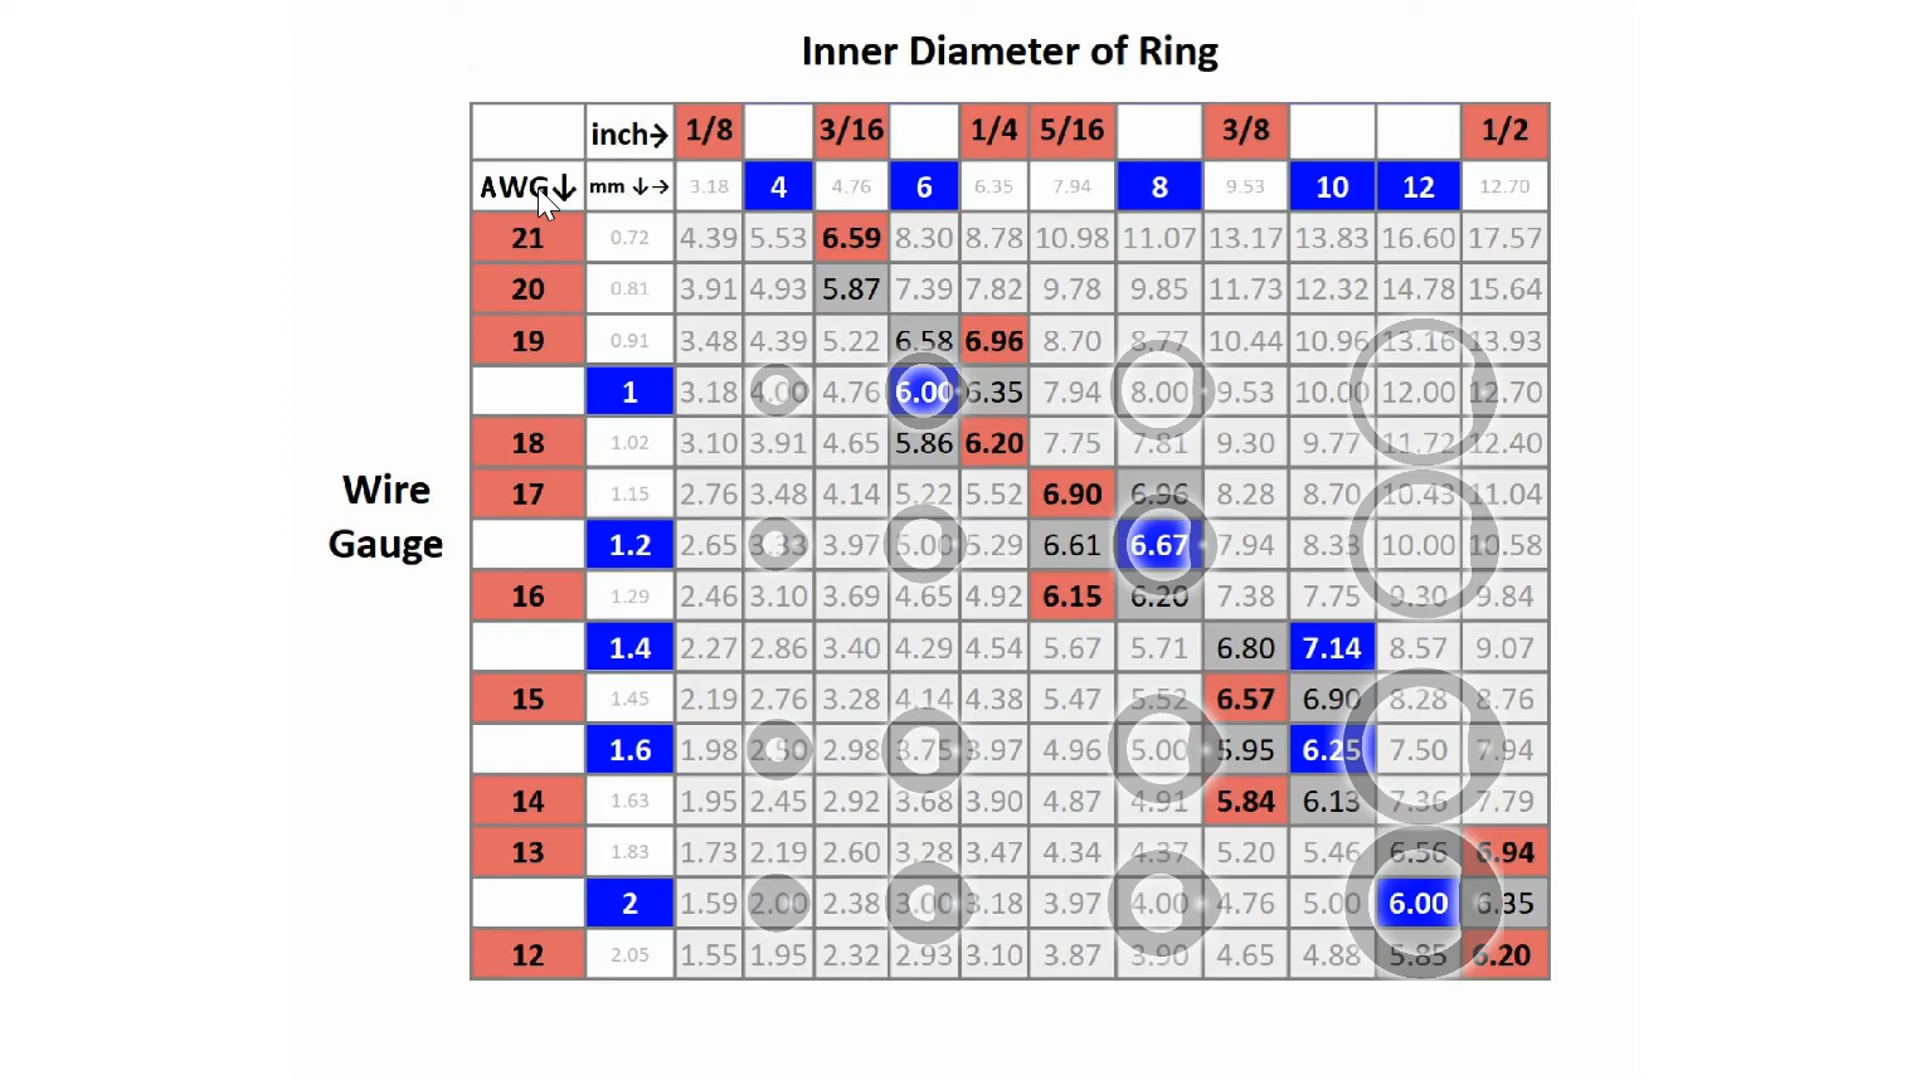 Inner Diameter of Ring
inch→ 1/8 3/16 1/4 5/16 3/8 1/2
AWG↓ mm ↓→ 3.18 4 4.76 6 6.35 7.94 8 9.53 10 12 12.70
21 0.72 4.39 5.53 6.59 8.30 8.78 10.98 11.07 13.17 13.83 16.60 17.57
20 0.81 3.91 4.93 5.87 7.39 7.82 9.78 9.85 11.73 12.32 14.78 15.64
19 0.91 3.48 4.39 5.22 6.58 6.96 8.70 8.77 10.44 10.96 13.16 13.93
1 3.18 4.00 4.76 6.00 6.35 7.94 8.00 9.53 10.00 12.00 12.70
18 1.02 3.10 3.91 4.65 5.86 6.20 7.75 7.81 9.30 9.77 11.72 12.40
17 1.15 2.76 3.48 4.14 5.22 5.52 6.90 6.96 8.28 8.70 10.43 11.04
Wire
Gauge
1.2 2.65 3.33 3.97 5.00 5.29 6.61 6.67 7.94 8.33 10.00 10.58
16 1.29 2.46 3.10 3.69 4.65 4.92 6.15 6.20 7.38 7.75 9.30 9.84
1.4 2.27 2.86 3.40 4.29 4.54 5.67 5.71 6.80 7.14 8.57 9.07
15 1.45 2.19 2.76 3.28 4.14 4.38 5.47 5.52 6.57 6.90 8.28 8.76
1.6 1.98 2.50 2.98 3.75 3.97 4.96 5.00 5.95 6.25 7.50 7.94
14 1.63 1.95 2.45 2.92 3.68 3.90 4.87 4.91 5.84 6.13 7.36 7.79
13 1.83 1.73 2.19 2.60 3.28 3.47 4.34 4.37 5.20 5.46 6.56 6.94
2 1.59 2.00 2.38 3.00 3.18 3.97 4.00 4.76 5.00 6.00 6.35
12 2.05 1.55 1.95 2.32 2.93 3.10 3.87 3.90 4.65 4.88 5.85 6.20